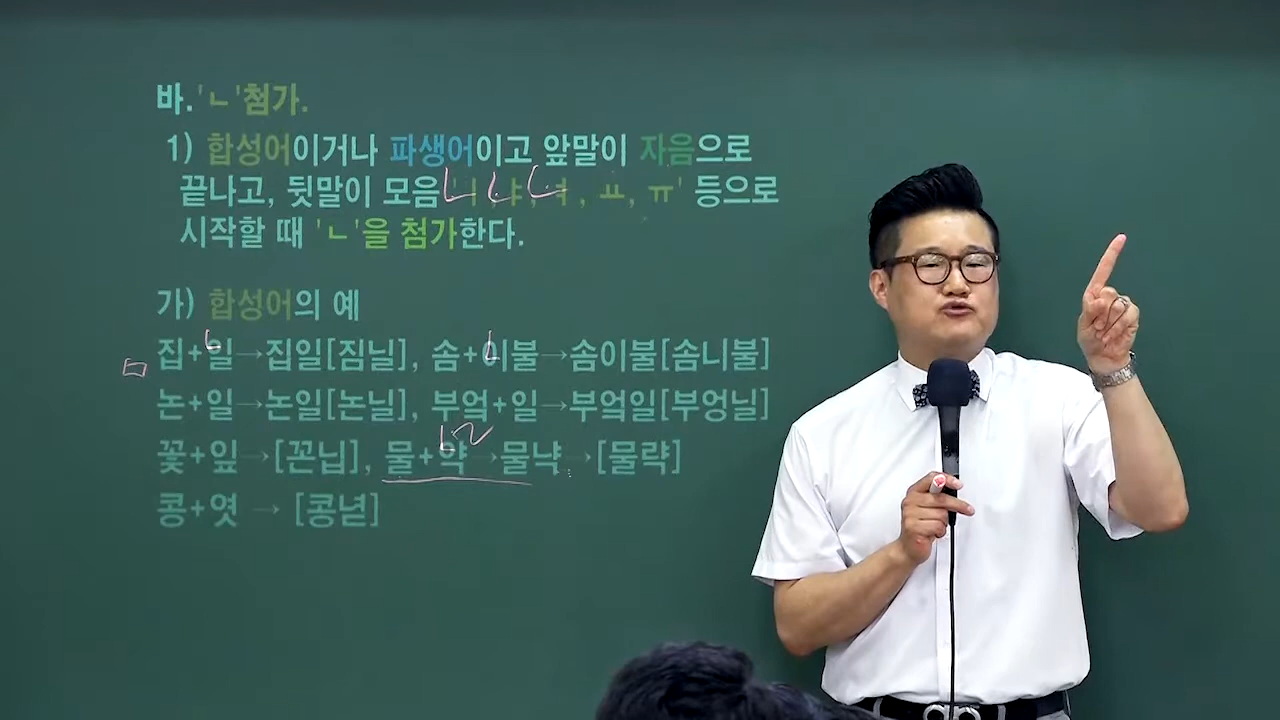 바. 'ㄴ'첨가.
1) 합성어이거나 파생어이고 앞말이 자음으로
끝나고, 뒷말이 모음 'ㅣ, ㅑ, ㅕ, ㅛ, ㅠ' 등으로
시작할 때 'ㄴ'을 첨가한다.
가) 합성어의 예
집+일→집일[짐닐], 솜+이불→솜이불[솜니불]
논+일→논일[논닐], 부엌+일→부엌일[부엉닐]
꽃+잎→[꼰닙], 물+약→물냑→[물략]
콩+엿 → [콩녇]